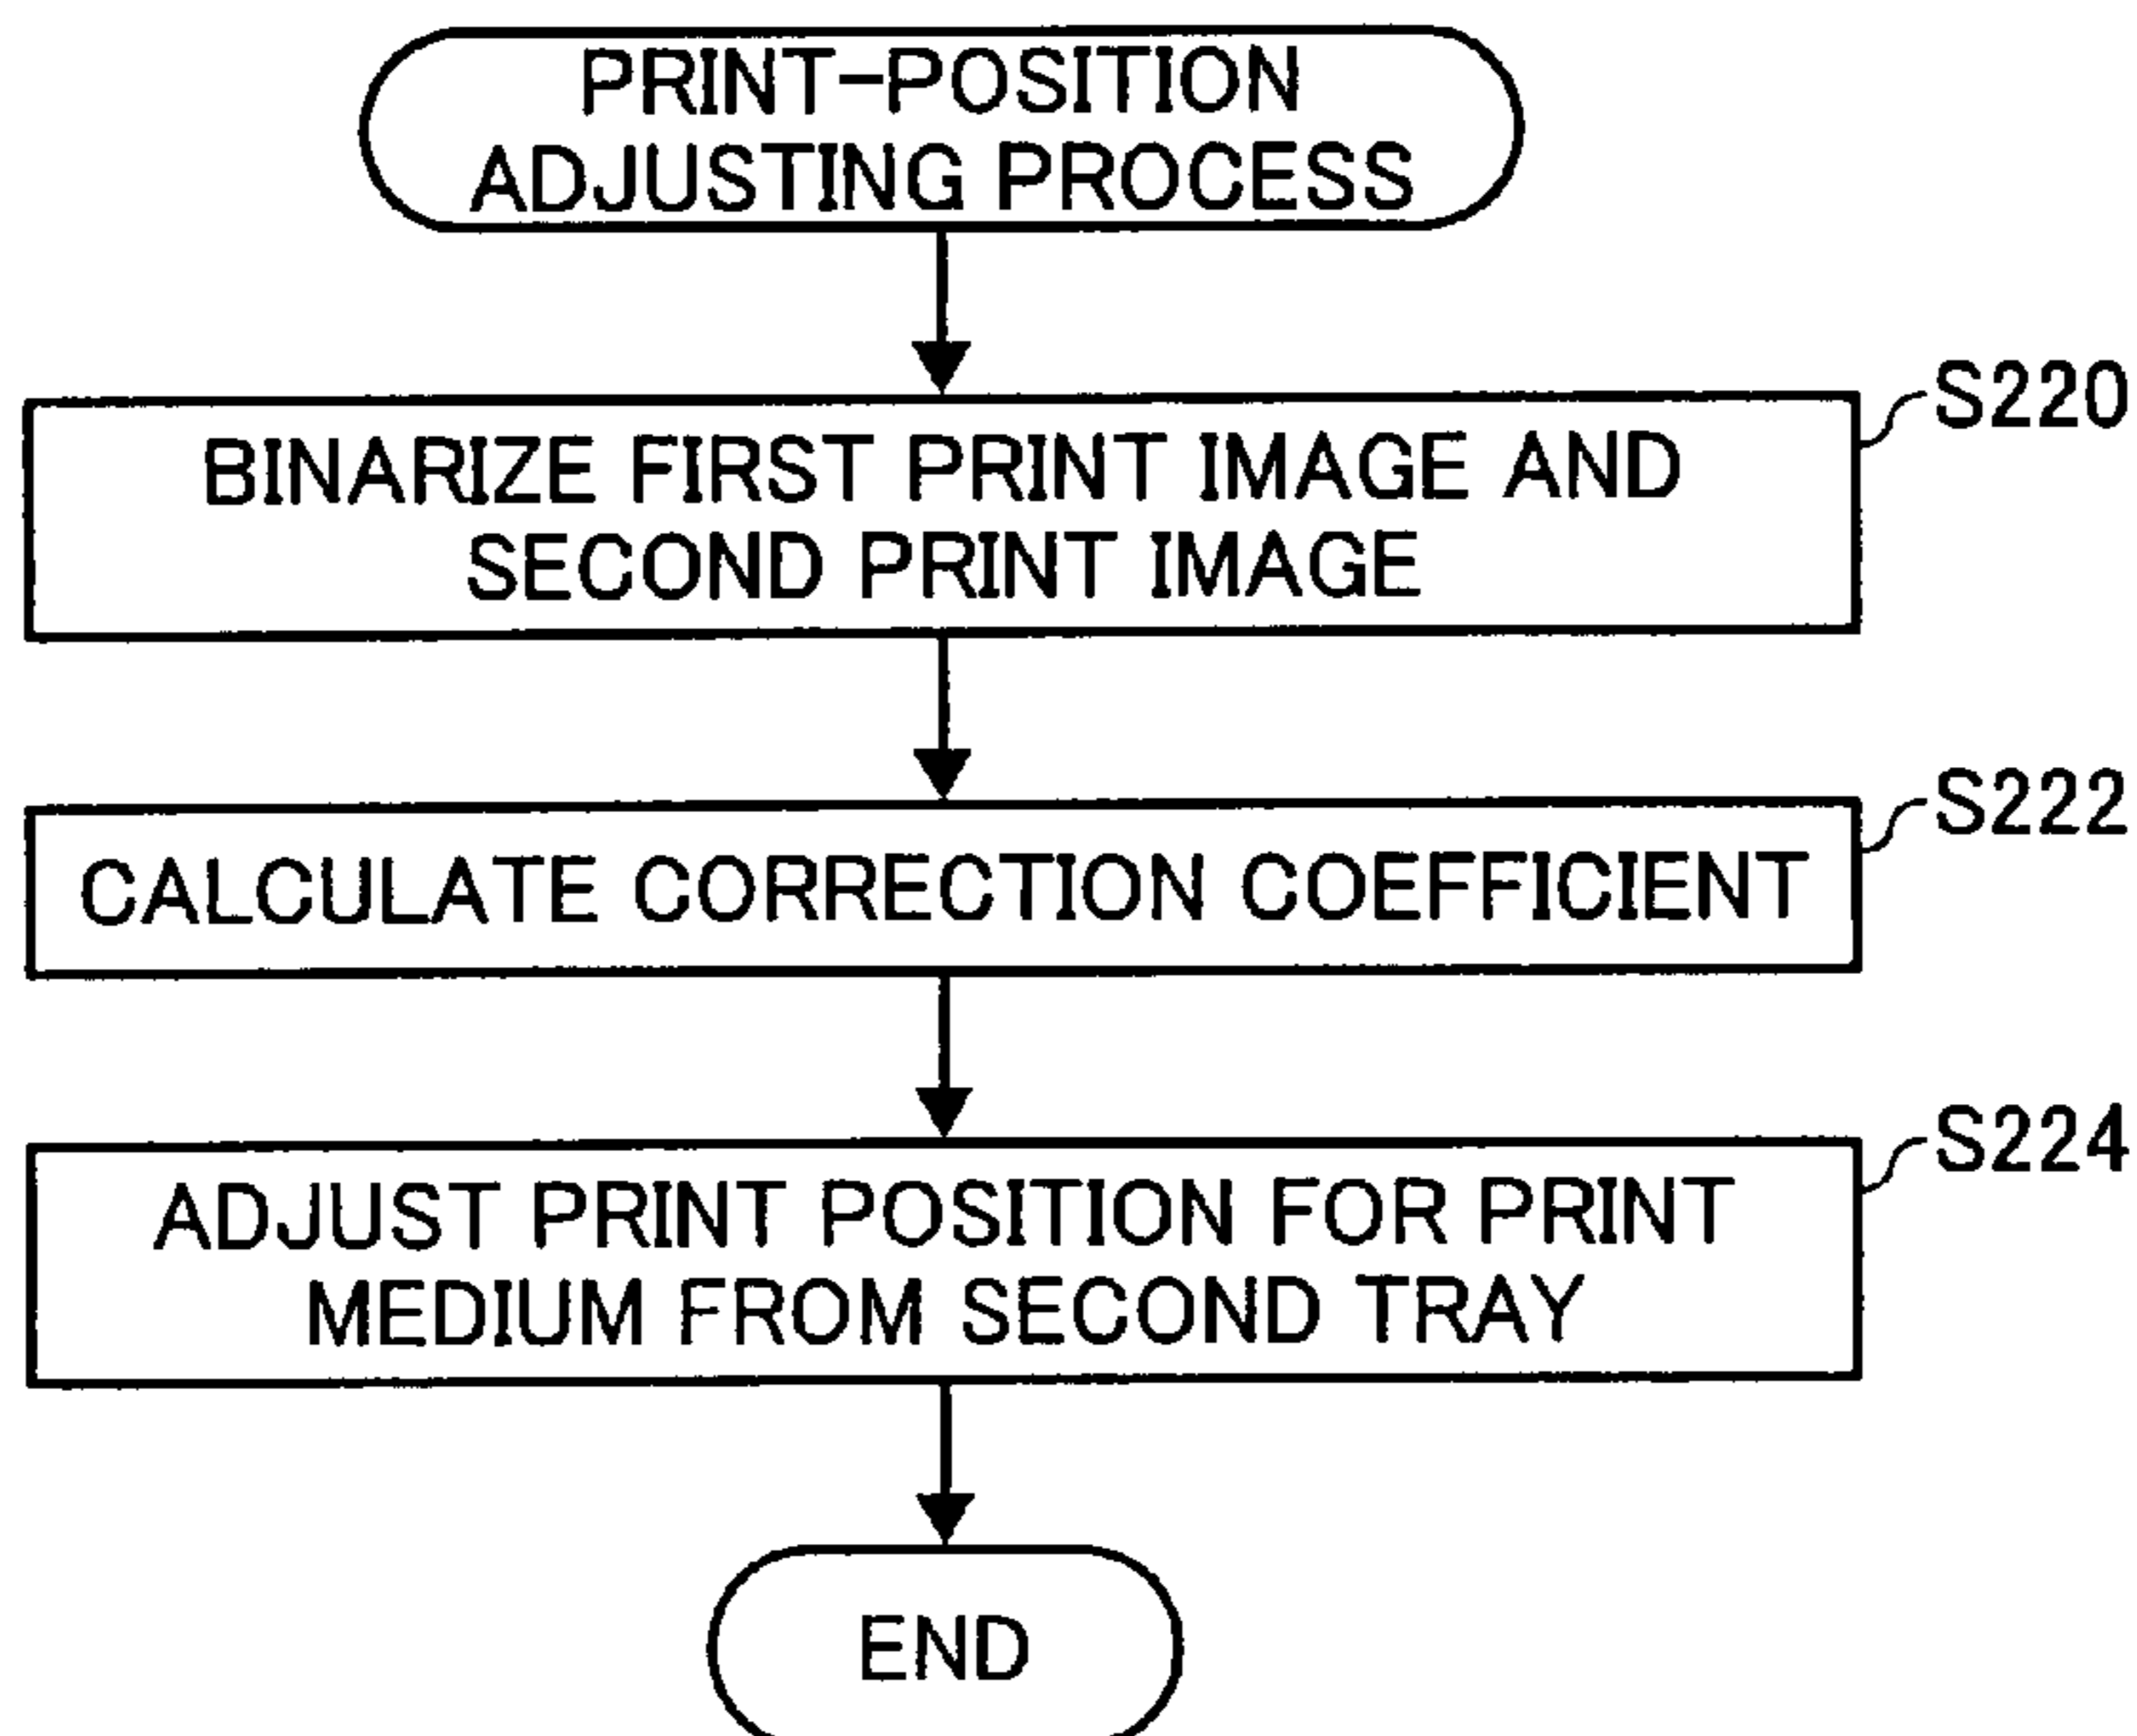 PRINT-POSITION
ADJUSTING PROCESS
S220
BINARIZE FIRST PRINT IMAGE AND
SECOND PRINT IMAGE
S222
CALCULATE CORRECTION COEFFICIENT
S224
ADJUST PRINT POSITION FOR PRINT
MEDIUM FROM SECOND TRAY
END